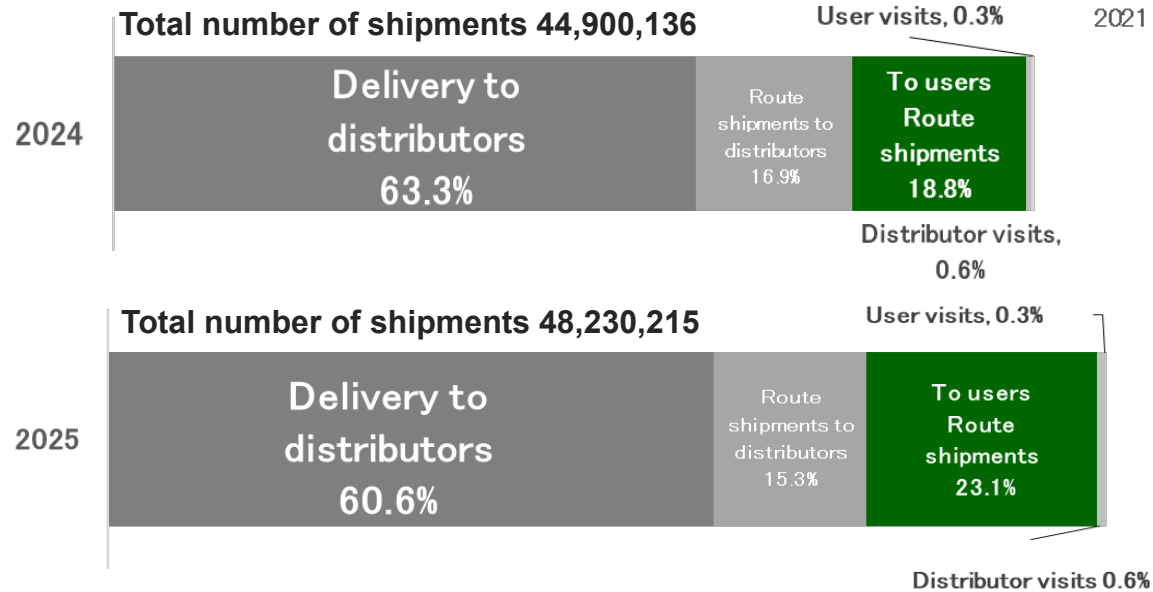 Total number of shipments 44,900,136
User visits, 0.3%
2021
2024
Delivery to
distributors
63.3%
Route
shipments to
distributors
16.9%
To users
Route
shipments
18.8%
Distributor visits,
0.6%
Total number of shipments 48,230,215
User visits, 0.3%
2025
Delivery to
distributors
60.6%
Route
shipments to
distributors
15.3%
To users
Route
shipments
23.1%
Distributor visits 0.6%